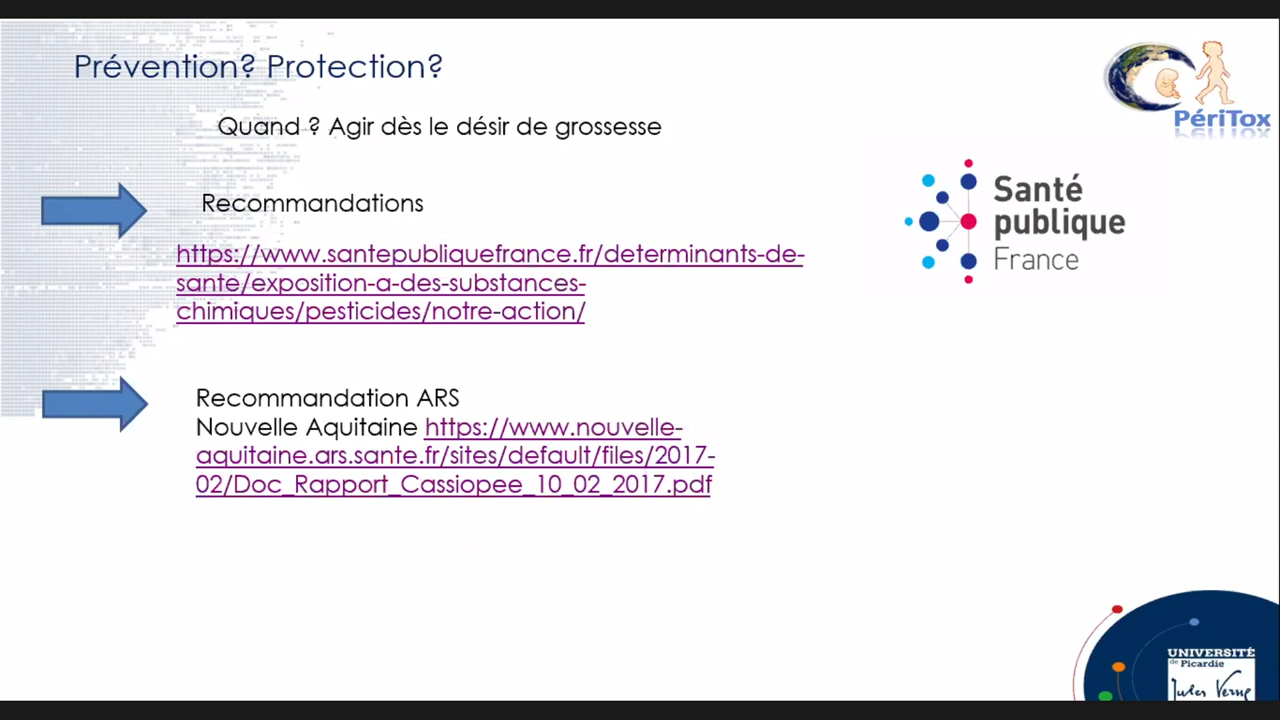 Prévention? Protection?
Quand ? Agir dès le désir de grossesse
PériTox
Recommandations
Santé
publique
France
https://www.santepubliquefrance.fr/determinants-de-
sante/exposition-a-des-substances-
chimiques/pesticides/notre-action/
Recommandation ARS
Nouvelle Aquitaine https://www.nouvelle-
aquitaine.ars.sante.fr/sites/default/files/2017-
02/Doc_Rapport_Cassiopee_10_02_2017.pdf
UNIVERSITÉ
de Picardie
Jules Verne